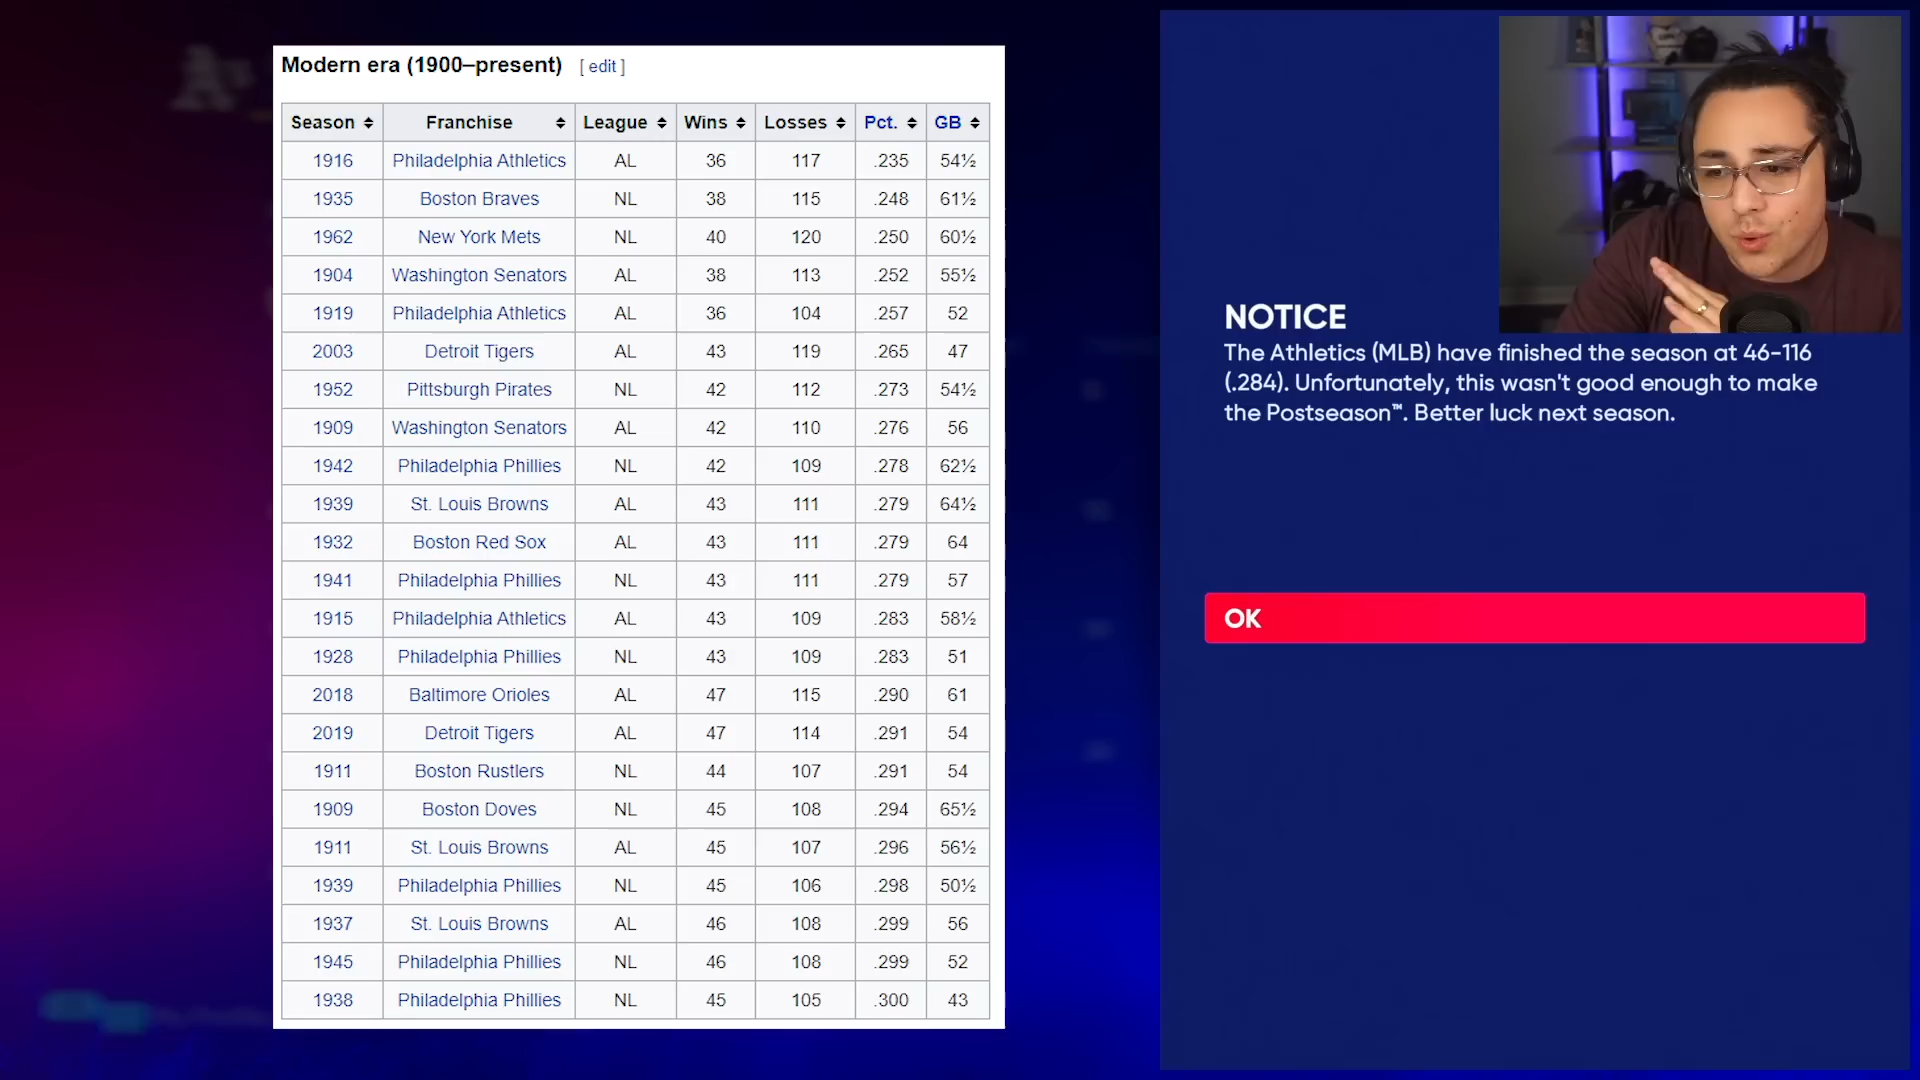 Modern era (1900–present) [ edit ]
Season Franchise League Wins Losses Pct. GB
1916 Philadelphia Athletics AL 36 117 .235 54½
1935 Boston Braves NL 38 115 .248 61½
1962 New York Mets NL 40 120 .250 60½
1904 Washington Senators AL 38 113 .252 55½
1919 Philadelphia Athletics AL 36 104 .257 52
2003 Detroit Tigers AL 43 119 .265 47
1952 Pittsburgh Pirates NL 42 112 .273 54½
1909 Washington Senators AL 42 110 .276 56
1942 Philadelphia Phillies NL 42 109 .278 62½
1939 St. Louis Browns AL 43 111 .279 64½
1932 Boston Red Sox AL 43 111 .279 64
1941 Philadelphia Phillies NL 43 111 .279 57
1915 Philadelphia Athletics AL 43 109 .283 58½
1928 Philadelphia Phillies NL 43 109 .283 51
2018 Baltimore Orioles AL 47 115 .290 61
2019 Detroit Tigers AL 47 114 .291 54
1911 Boston Rustlers NL 44 107 .291 54
1909 Boston Doves NL 45 108 .294 65½
1911 St. Louis Browns AL 45 107 .296 56½
1939 Philadelphia Phillies NL 45 106 .298 50½
1937 St. Louis Browns AL 46 108 .299 56
1945 Philadelphia Phillies NL 46 108 .299 52
1938 Philadelphia Phillies NL 45 105 .300 43
NOTICE
The Athletics (MLB) have finished the season at 46-116
(.284). Unfortunately, this wasn't good enough to make
the Postseason™. Better luck next season.
OK